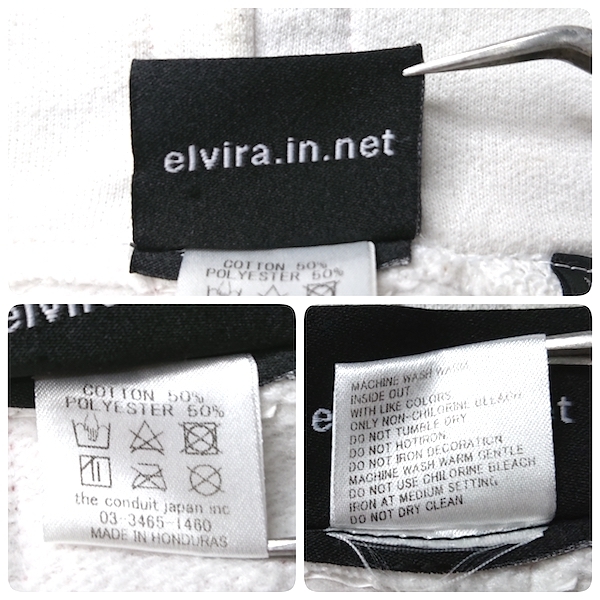 elvira.in.net
COTTON 50%
POLYESTER 50%
elvira
COTTON 50%
POLYESTER 50%
the conduit japan inc
03-3465-1460
MADE IN HONDURAS
MACHINE WASH WARM
INSIDE OUT
WITH LIKE COLORS
ONLY NON-CHLORINE BLEACH
DO NOT TUMBLE DRY
DO NOT HOTIRON
DO NOT IRON DECORATION
MACHINE WASH WARM GENTLE
DO NOT USE CHLORINE BLEACH
IRON AT MEDIUM SETTING
DO NOT DRY CLEAN
e
net